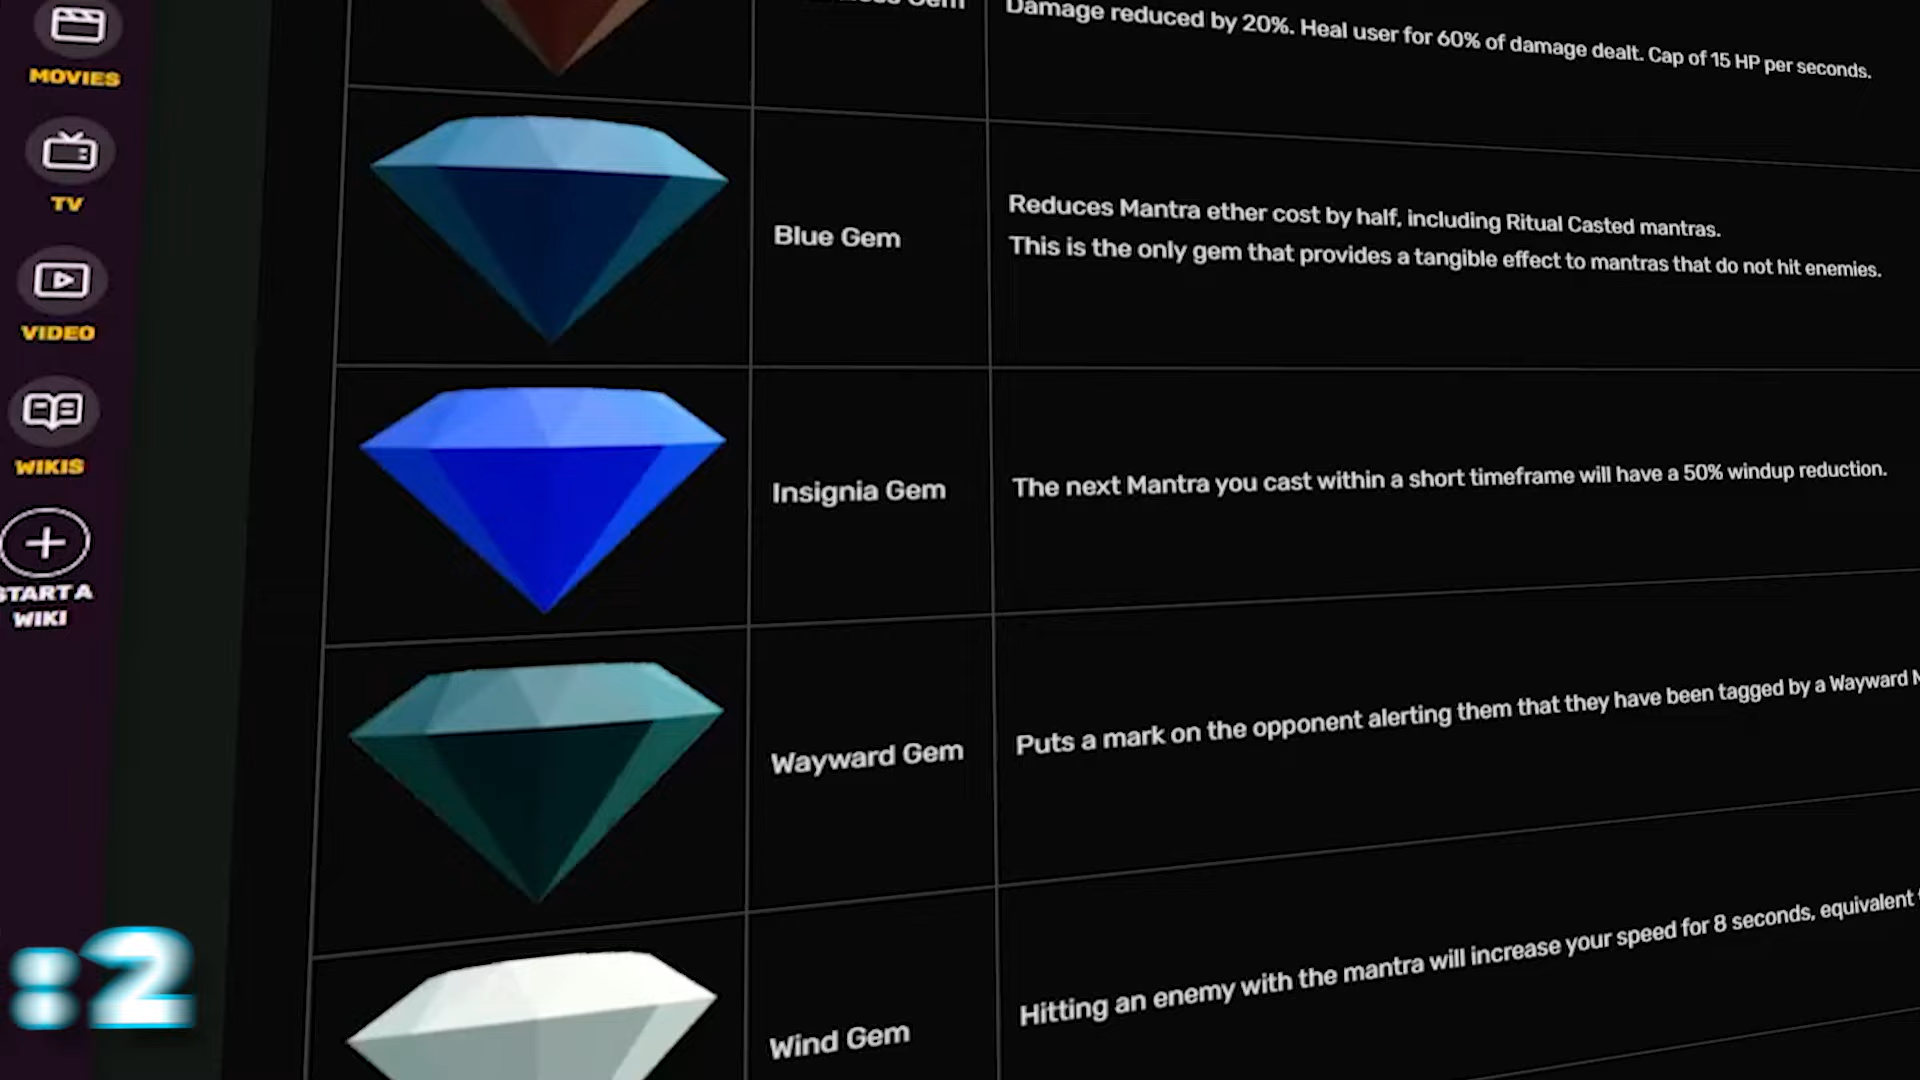 MOVIES
TV
VIDEO
WIKIS
START A
WIKI
Gem
Damage reduced by 20%. Heal user for 60% of damage dealt. Cap of 15 HP per seconds.
Blue Gem
Reduces Mantra ether cost by half, including Ritual Casted mantras.
This is the only gem that provides a tangible effect to mantras that do not hit enemies.
Insignia Gem
The next Mantra you cast within a short timeframe will have a 50% windup reduction.
Wayward Gem
Puts a mark on the opponent alerting them that they have been tagged by a Wayward
Wind Gem
Hitting an enemy with the mantra will increase your speed for 8 seconds, equivalent
:2